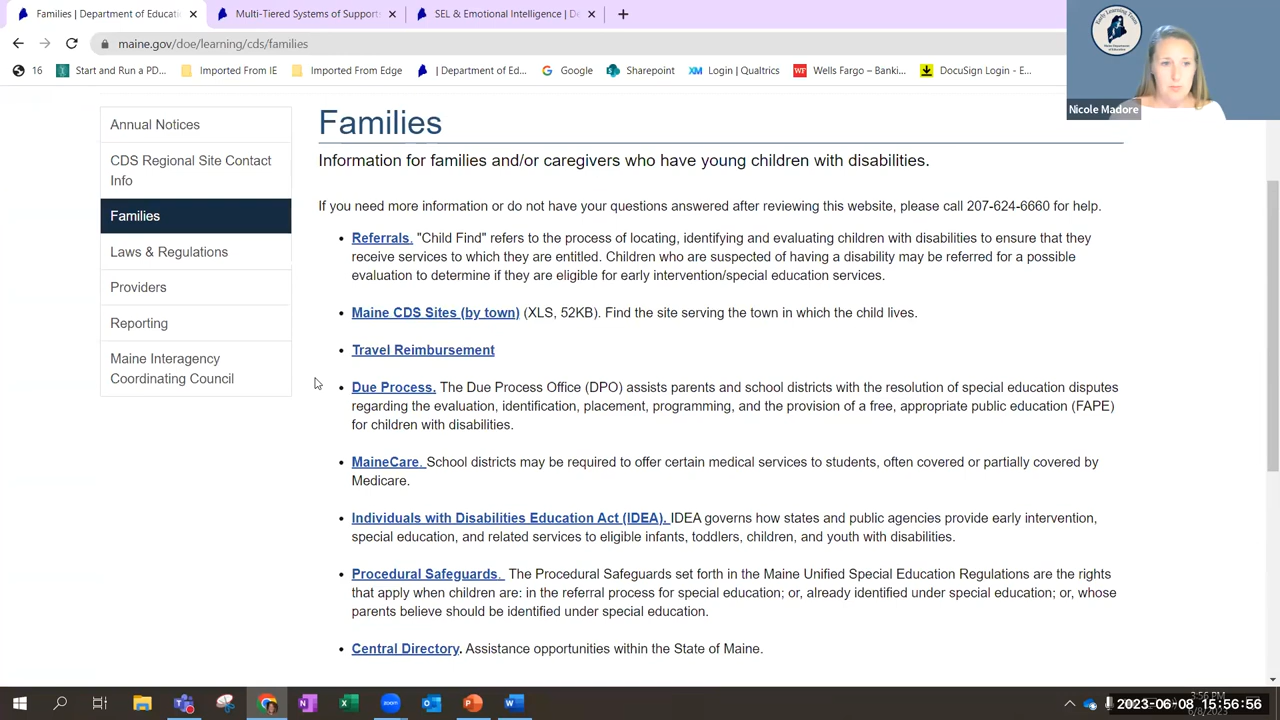 Families | Department of Educati
Multi-Tiered Systems of Supports
SEL & Emotional Intelligence | De
maine.gov/doe/learning/cds/families
16
Start and Run a PD...
Imported From IE
Imported From Edge
| Department of Ed...
Google
Sharepoint
Login | Qualtrics
Wells Fargo – Banki...
DocuSign Login - E...
Early Learning Team
Nicole Madore
Annual Notices
CDS Regional Site Contact
Info
Families
Laws & Regulations
Providers
Reporting
Maine Interagency
Coordinating Council
Families
Information for families and/or caregivers who have young children with disabilities.
If you need more information or do not have your questions answered after reviewing this website, please call 207-624-6660 for help.
• Referrals. "Child Find" refers to the process of locating, identifying and evaluating children with disabilities to ensure that they
receive services to which they are entitled. Children who are suspected of having a disability may be referred for a possible
evaluation to determine if they are eligible for early intervention/special education services.
• Maine CDS Sites (by town) (XLS, 52KB). Find the site serving the town in which the child lives.
• Travel Reimbursement
• Due Process. The Due Process Office (DPO) assists parents and school districts with the resolution of special education disputes
regarding the evaluation, identification, placement, programming, and the provision of a free, appropriate public education (FAPE)
for children with disabilities.
• MaineCare. School districts may be required to offer certain medical services to students, often covered or partially covered by
Medicare.
• Individuals with Disabilities Education Act (IDEA). IDEA governs how states and public agencies provide early intervention,
special education, and related services to eligible infants, toddlers, children, and youth with disabilities.
• Procedural Safeguards. The Procedural Safeguards set forth in the Maine Unified Special Education Regulations are the rights
that apply when children are: in the referral process for special education; or, already identified under special education; or, whose
parents believe should be identified under special education.
• Central Directory. Assistance opportunities within the State of Maine.
3:56 PM
2023-06-08 15:56:56